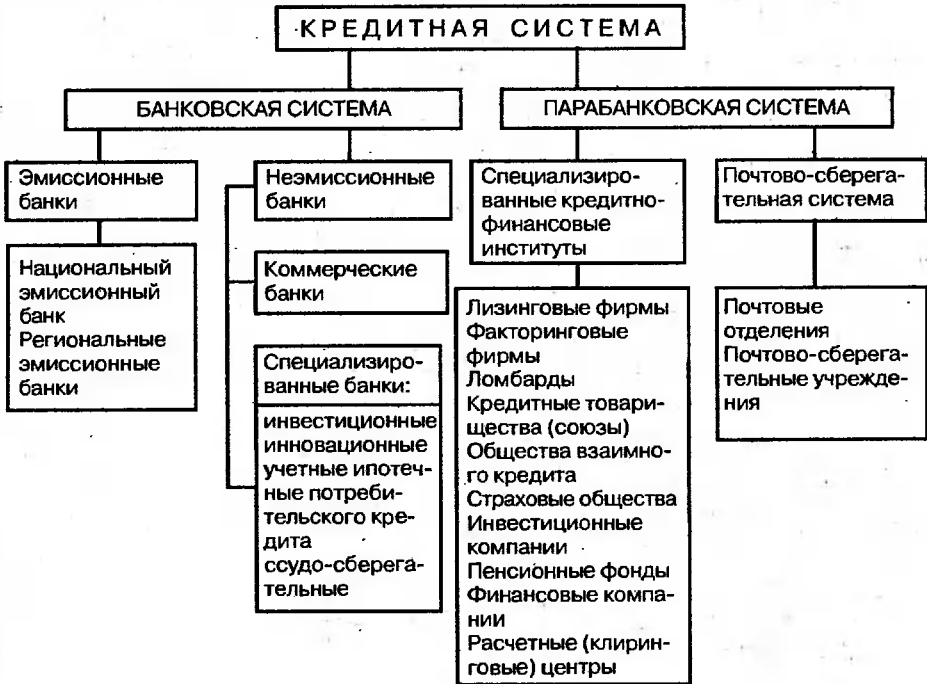 КРЕДИТНАЯ СИСТЕМА
БАНКОВСКАЯ СИСТЕМА
ПАРАБАНКОВСКАЯ СИСТЕМА
Эмиссионные
банки
Национальный
эмиссионный
банк
Региональные
эмиссионные
банки
Неэмиссионные
банки
Коммерческие
банки
Специализиро-
ванные банки:
инвестиционные
инновационные
учетные ипотеч-
ные потреби-
тельского кре-
дита
ссудо-сберега-
тельные
Специализиро-
ванные кредитно-
финансовые
институты
Лизинговые фирмы
Факторинговые
фирмы
Ломбарды
Кредитные товари-
щества (союзы)
Общества взаимно-
го кредита
Страховые общества
Инвестиционные
компании
Пенсионные фонды
Финансовые компа-
нии
Расчетные (клирин-
говые) центры
Почтово-сберега-
тельная система
Почтовые
отделения
Почтово-сберега-
тельные учрежде-
ния